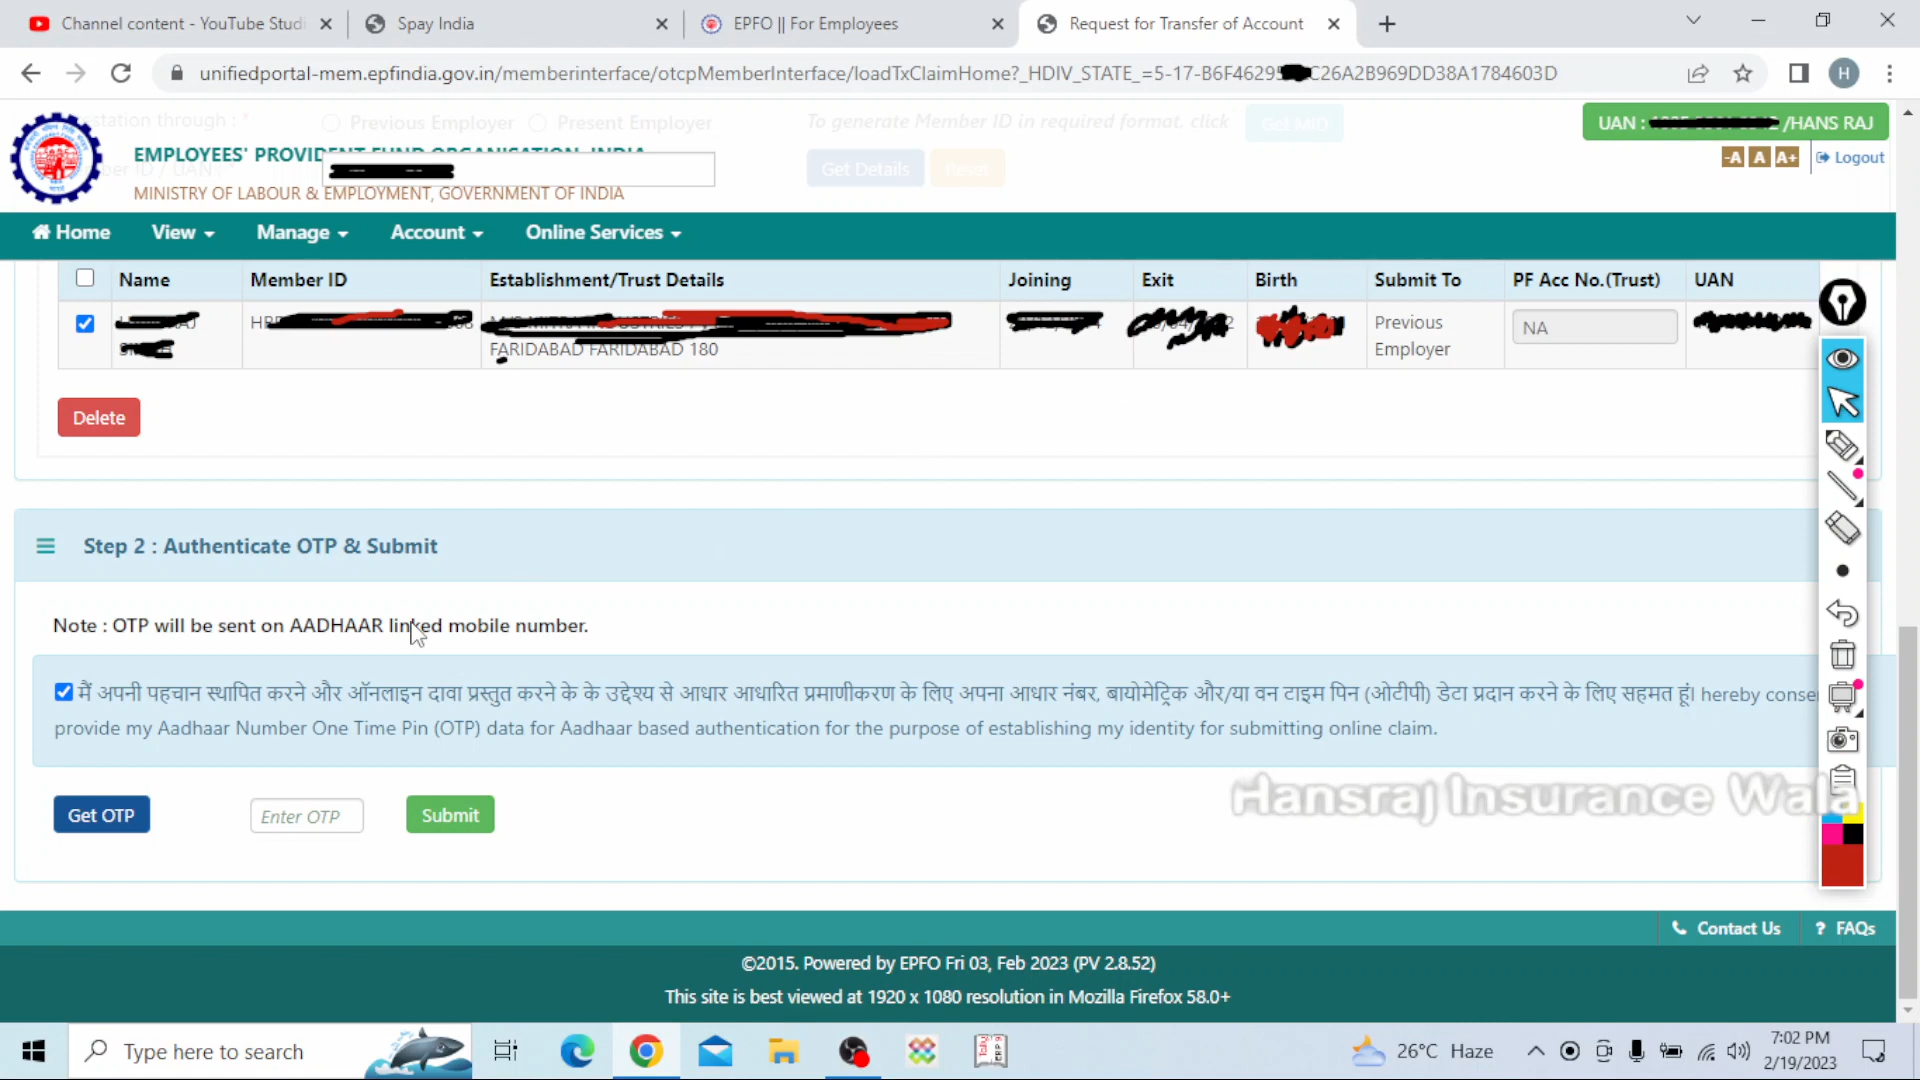 Channel content - YouTube Studi
Spay India
EPFO || For Employees
Request for Transfer of Account
unifiedportal-mem.epfindia.gov.in/memberinterface/otcpMemberInterface/loadTxClaimHome?_HDIV_STATE_=5-17-B6F46295 C26A2B969DD38A1784603D
H
station through : *
Previous Employer
Present Employer
To generate Member ID in required format. click
Get MID
UAN : /HANS RAJ
EMPLOYEES' PROVIDENT FUND ORGANISATION, INDIA
Get Details
-A A A+
Logout
MINISTRY OF LABOUR & EMPLOYMENT, GOVERNMENT OF INDIA
Home
View
Manage
Account
Online Services
Name
Member ID
Establishment/Trust Details
Joining
Exit
Birth
Submit To
PF Acc No.(Trust)
UAN
Previous Employer
NA
FARIDABAD FARIDABAD 180
Delete
Step 2 : Authenticate OTP & Submit
Note : OTP will be sent on AADHAAR linked mobile number.
मैं अपनी पहचान स्थापित करने और ऑनलाइन दावा प्रस्तुत करने के के उद्देश्य से आधार आधारित प्रमाणीकरण के लिए अपना आधार नंबर, बायोमेट्रिक और/या वन टाइम पिन (ओटीपी) डेटा प्रदान करने के लिए सहमत हूं। I hereby conse
provide my Aadhaar Number One Time Pin (OTP) data for Aadhaar based authentication for the purpose of establishing my identity for submitting online claim.
Hansraj Insurance Wala
Get OTP
Enter OTP
Submit
Contact Us
? FAQs
©2015. Powered by EPFO Fri 03, Feb 2023 (PV 2.8.52)
This site is best viewed at 1920 x 1080 resolution in Mozilla Firefox 58.0+
Type here to search
26°C Haze
7:02 PM
2/19/2023